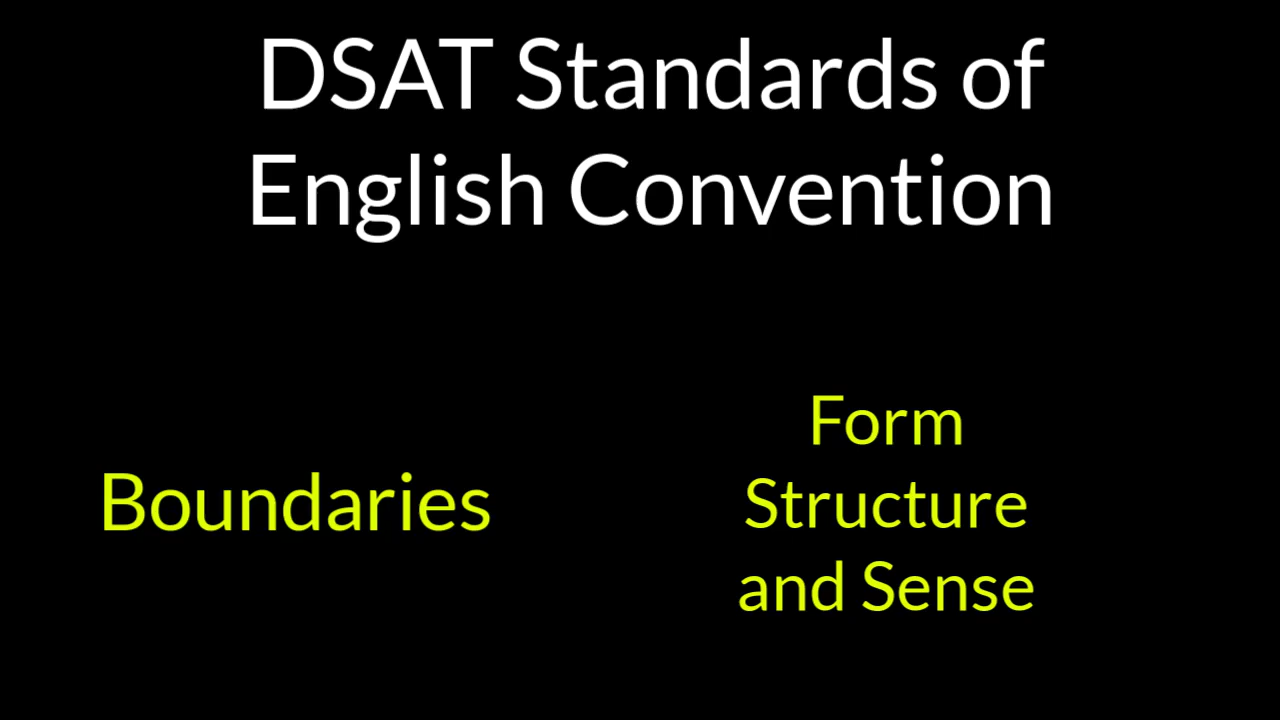 DSAT Standards of
English Convention
Boundaries
Form
Structure
and Sense